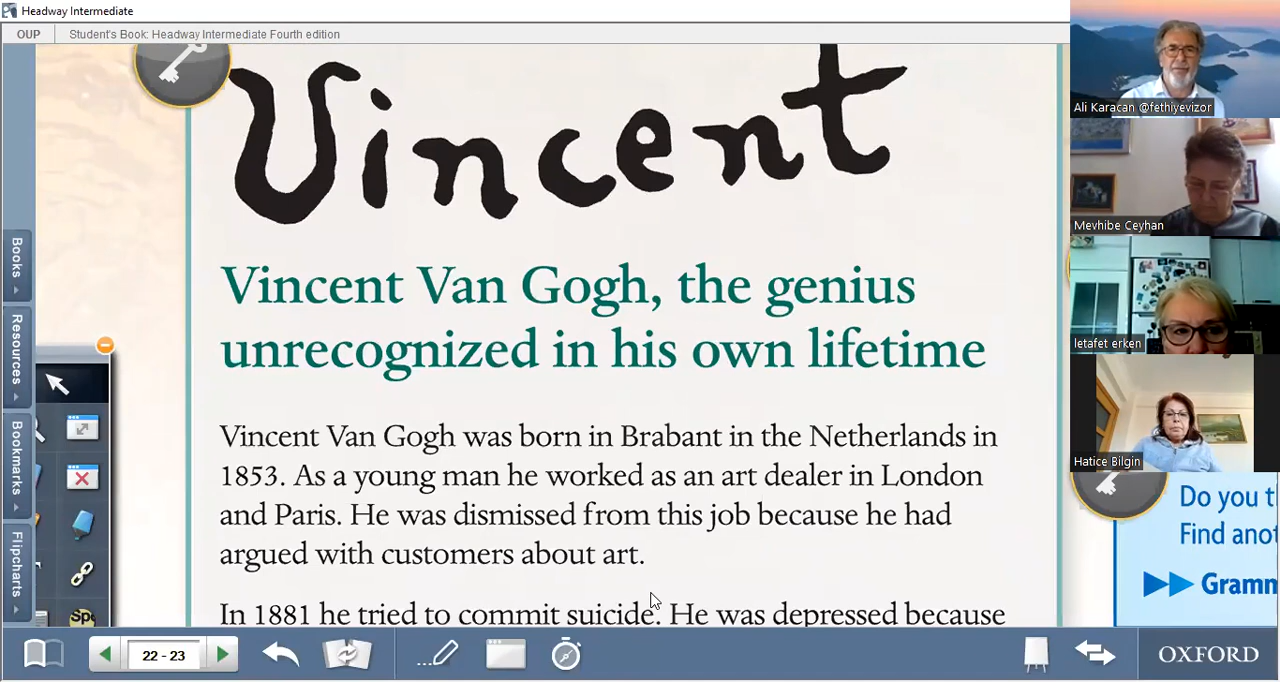 Headway Intermediate
OUP
Student's Book: Headway Intermediate Fourth edition
Vincent
Vincent Van Gogh, the genius
unrecognized in his own lifetime
Vincent Van Gogh was born in Brabant in the Netherlands in
1853. As a young man he worked as an art dealer in London
and Paris. He was dismissed from this job because he had
argued with customers about art.
In 1881 he tried to commit suicide. He was depressed because
Books
Resources
Bookmarks
Flipcharts
Ali Karacan @fethiyevizor
Mevhibe Ceyhan
letafet erken
Hatice Bilgin
Do you
Find
22 - 23
OXFORD